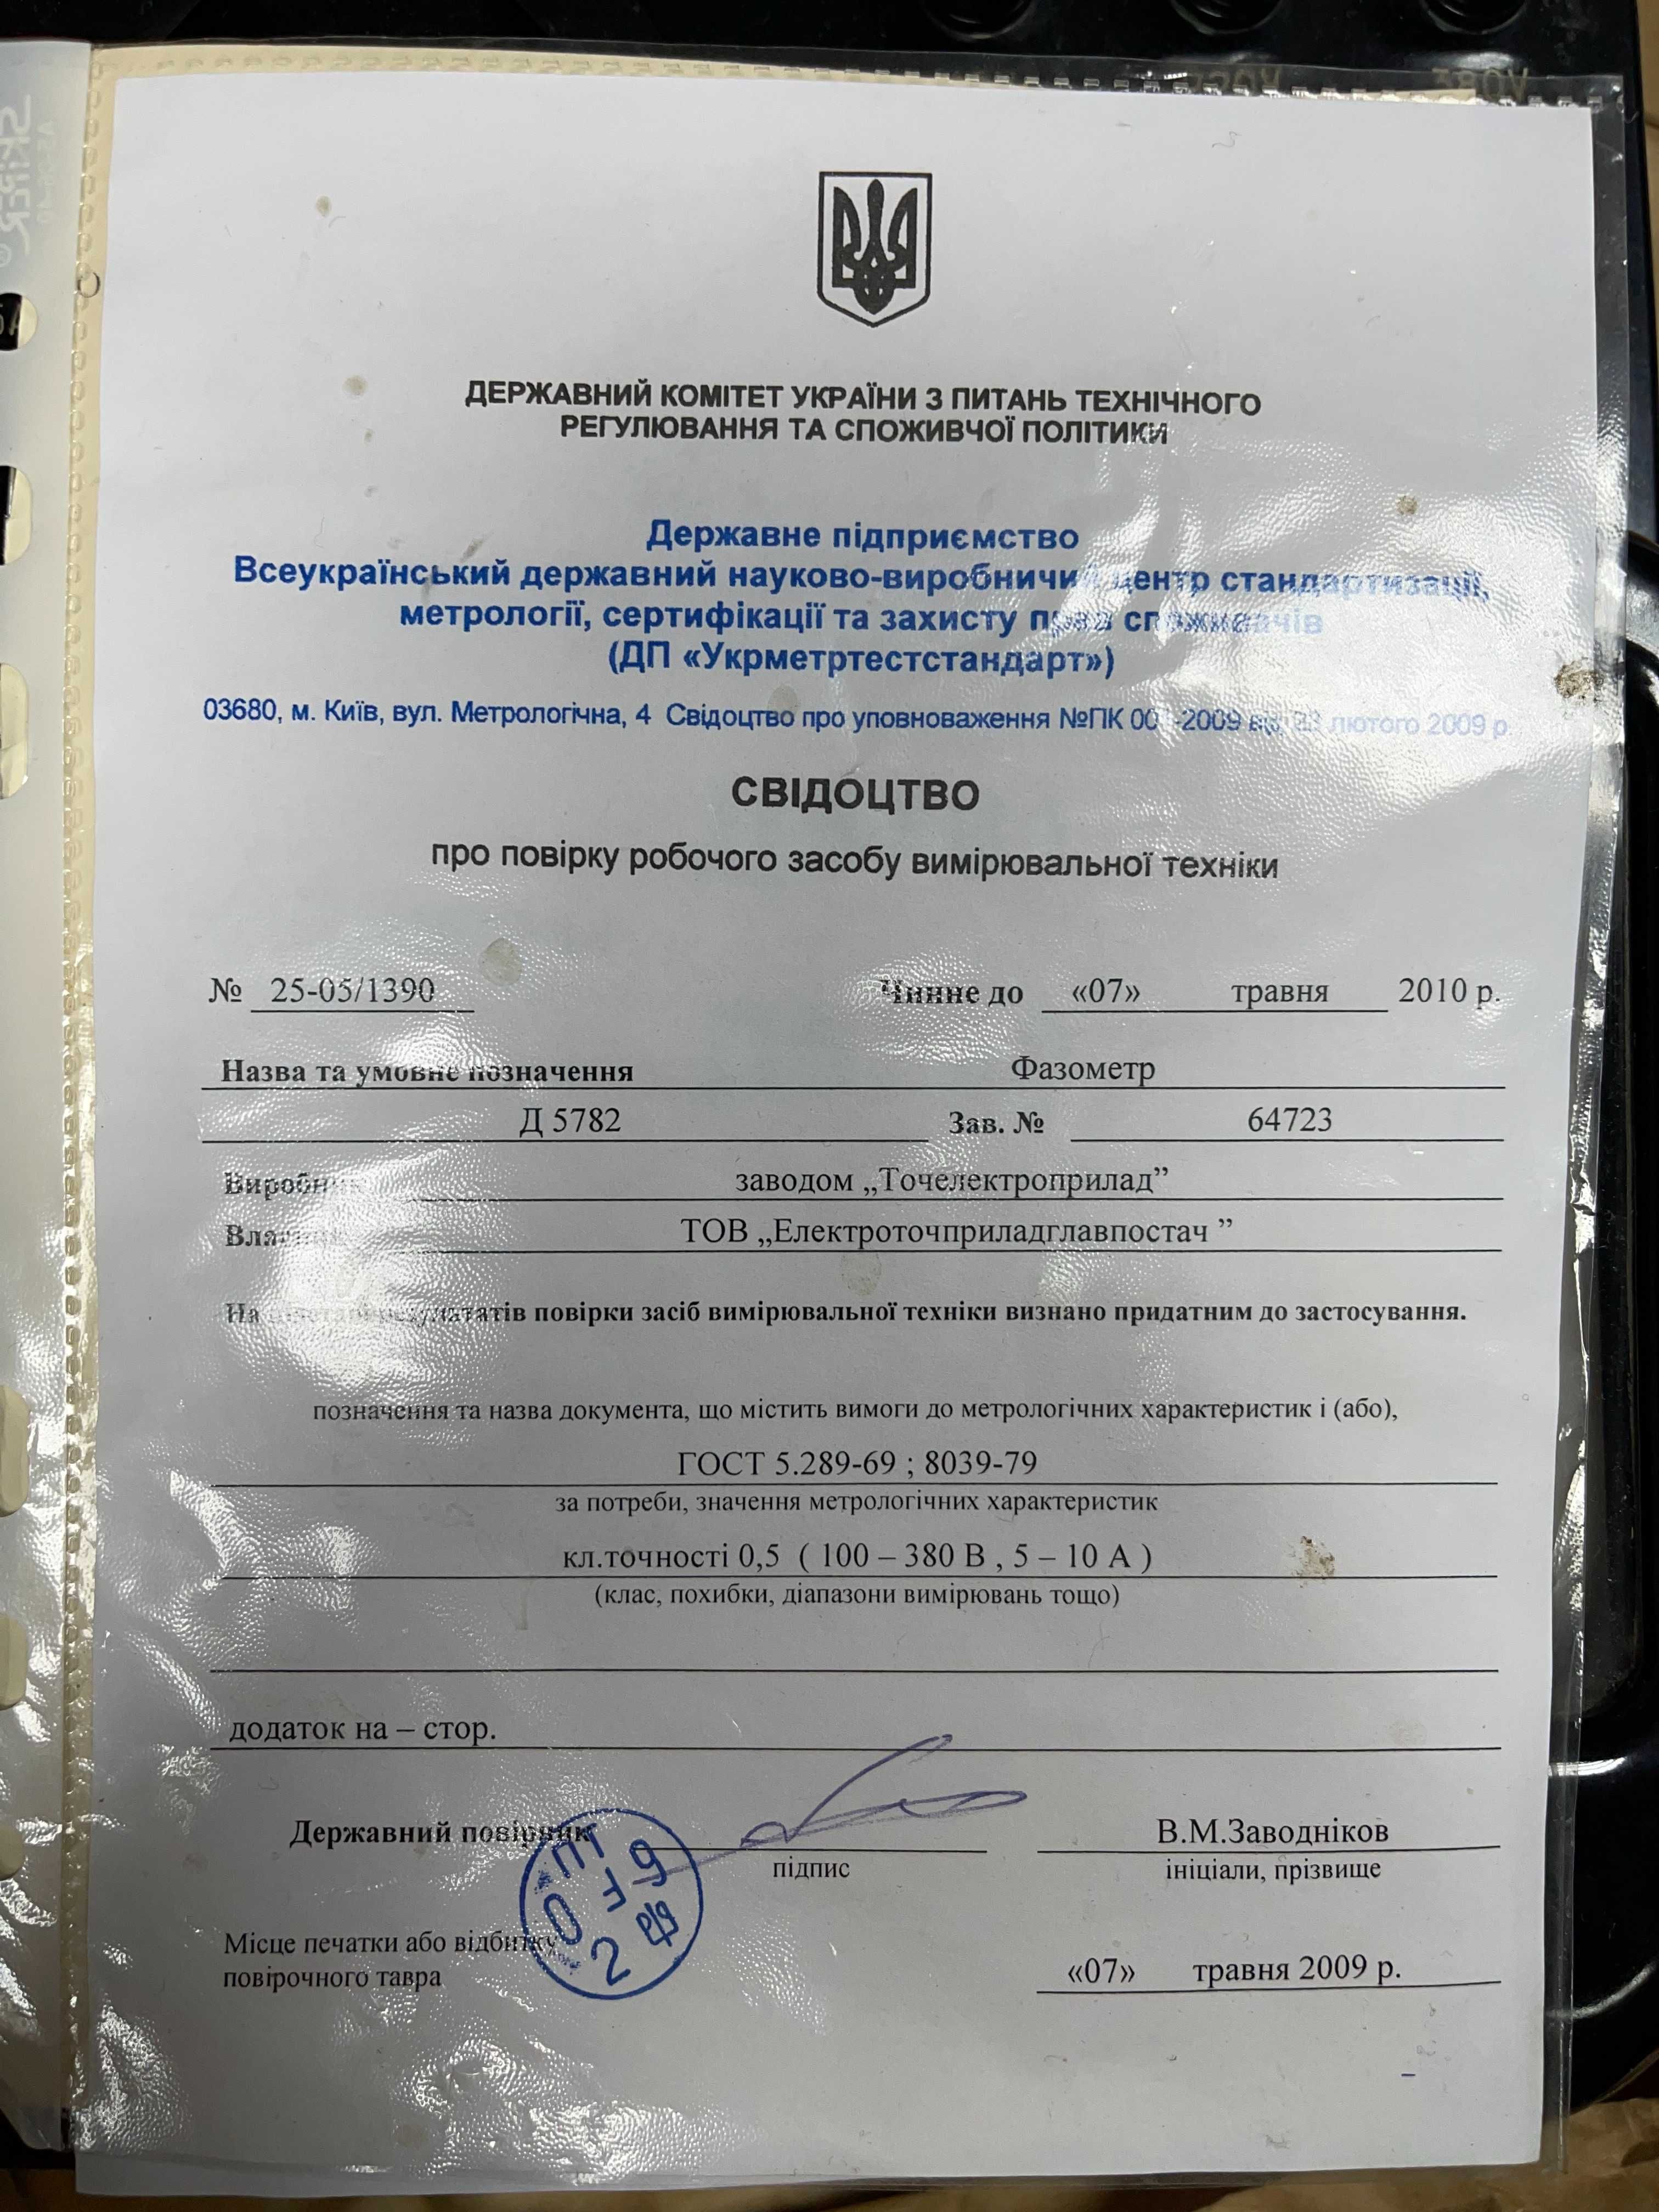 ДЕРЖАВНИЙ КОМІТЕТ УКРАЇНИ З ПИТАНЬ ТЕХНІЧНОГО
РЕГУЛЮВАННЯ ТА СПОЖИВЧОЇ ПОЛІТИКИ
Державне підприємство
Всеукраїнський державний науково-виробничий центр стандартизації,
метрології, сертифікації та захисту прав споживачів
(ДП «Укрметртестстандарт»)
03680, м. Київ, вул. Метрологічна, 4 Свідоцтво про уповноваження №ПК лютого 2009 р.
СВІДОЦТВО
про повірку робочого засобу вимірювальної техніки
№ 25-05/1390 Чинне до «07» травня 2010 р.
Назва та умовне позначення Фазометр
Д 5782 Зав. № 64723
Виробник заводом „Точелектроприлад”
ТОВ „Електроточприладглавпостач ”
На результатів повірки засіб вимірювальної техніки визнано придатним до застосування.
позначення та назва документа, що містить вимоги до метрологічних характеристик і (або),
ГОСТ 5.289-69 ; 8039-79
за потреби, значення метрологічних характеристик
кл.точності 0,5 ( 100 – 380 В , 5 – 10 А )
(клас, похибки, діапазони вимірювань тощо)
додаток на – стор.
Державний повірник
підпис
В.М.Заводніков
ініціали, прізвище
Місце печатки або відбитку
повірочного тавра
«07» травня 2009 р.